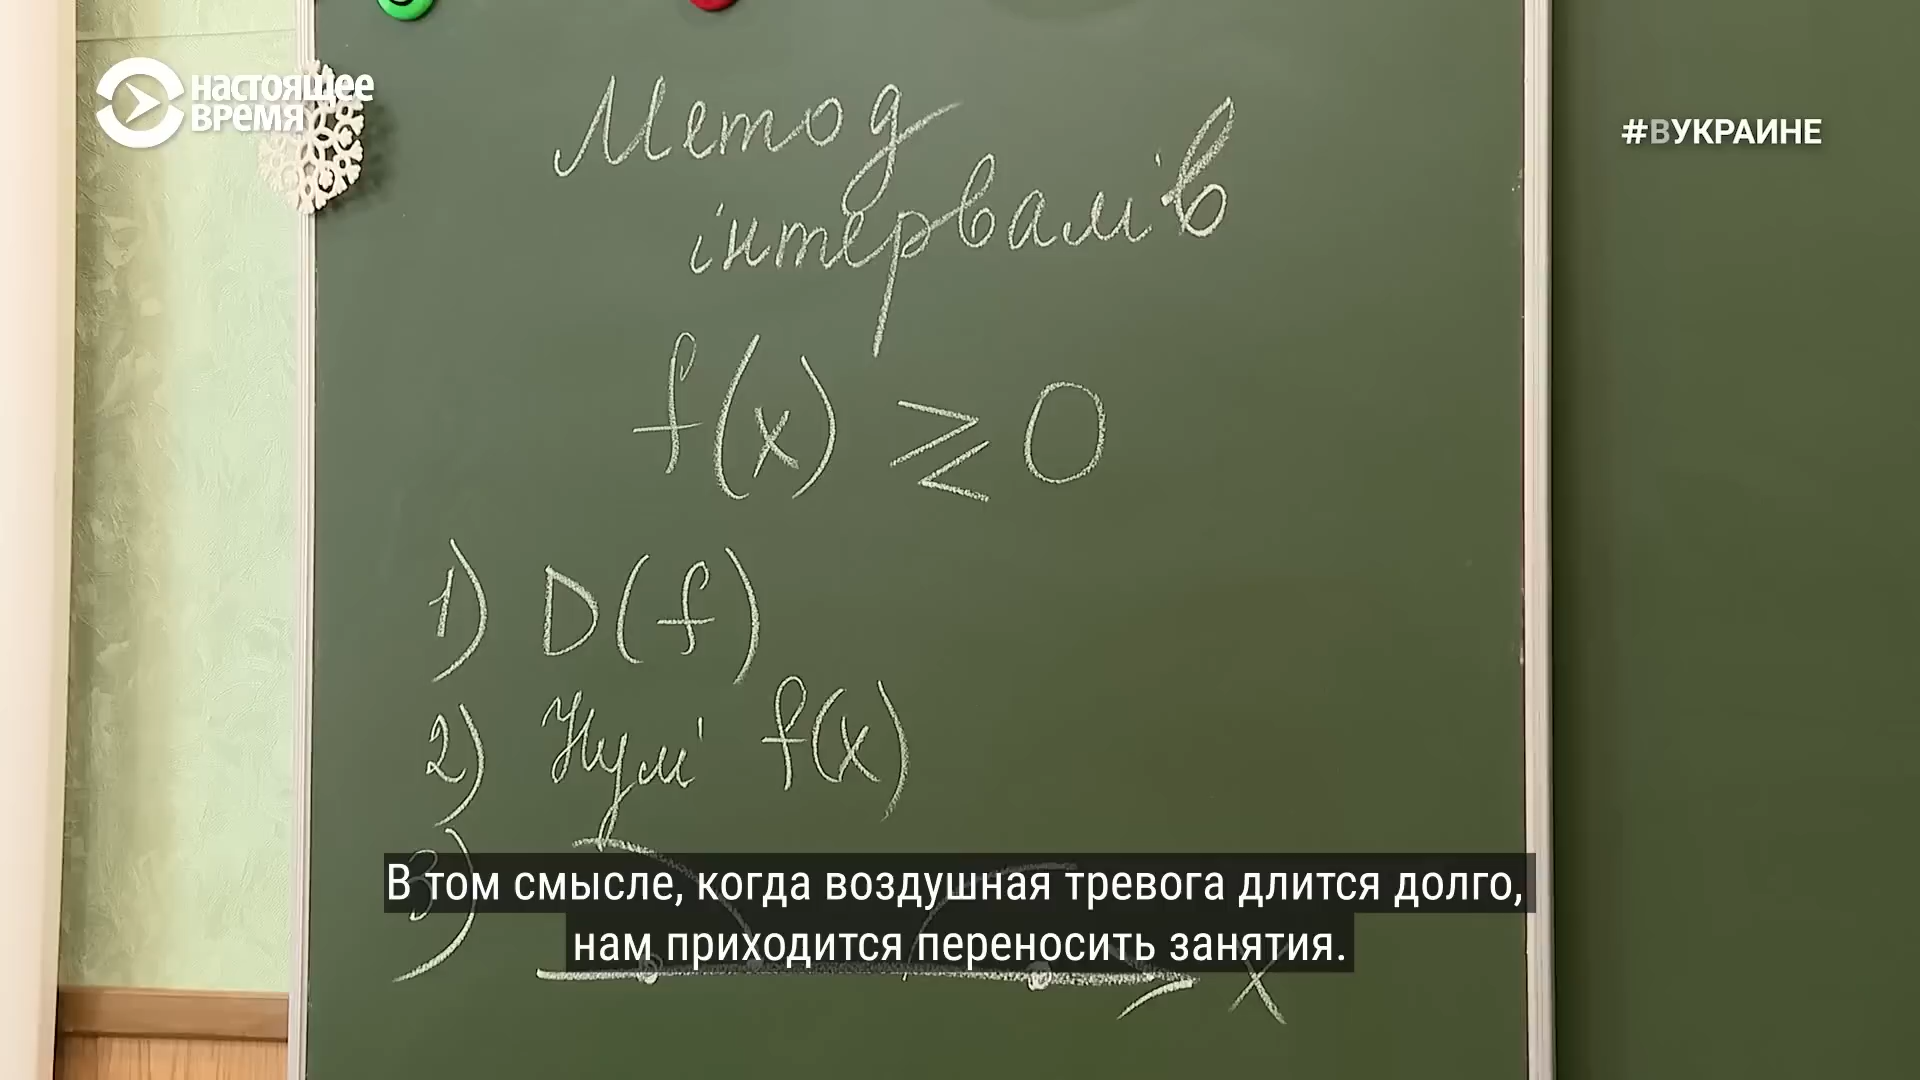 настоящее
время
#ВУКРАИНЕ
Метод
інтервалів
f(x) ≷ 0
1) D(f)
2) Нулі f(x)
3)
x
В том смысле, когда воздушная тревога длится долго,
нам приходится переносить занятия.